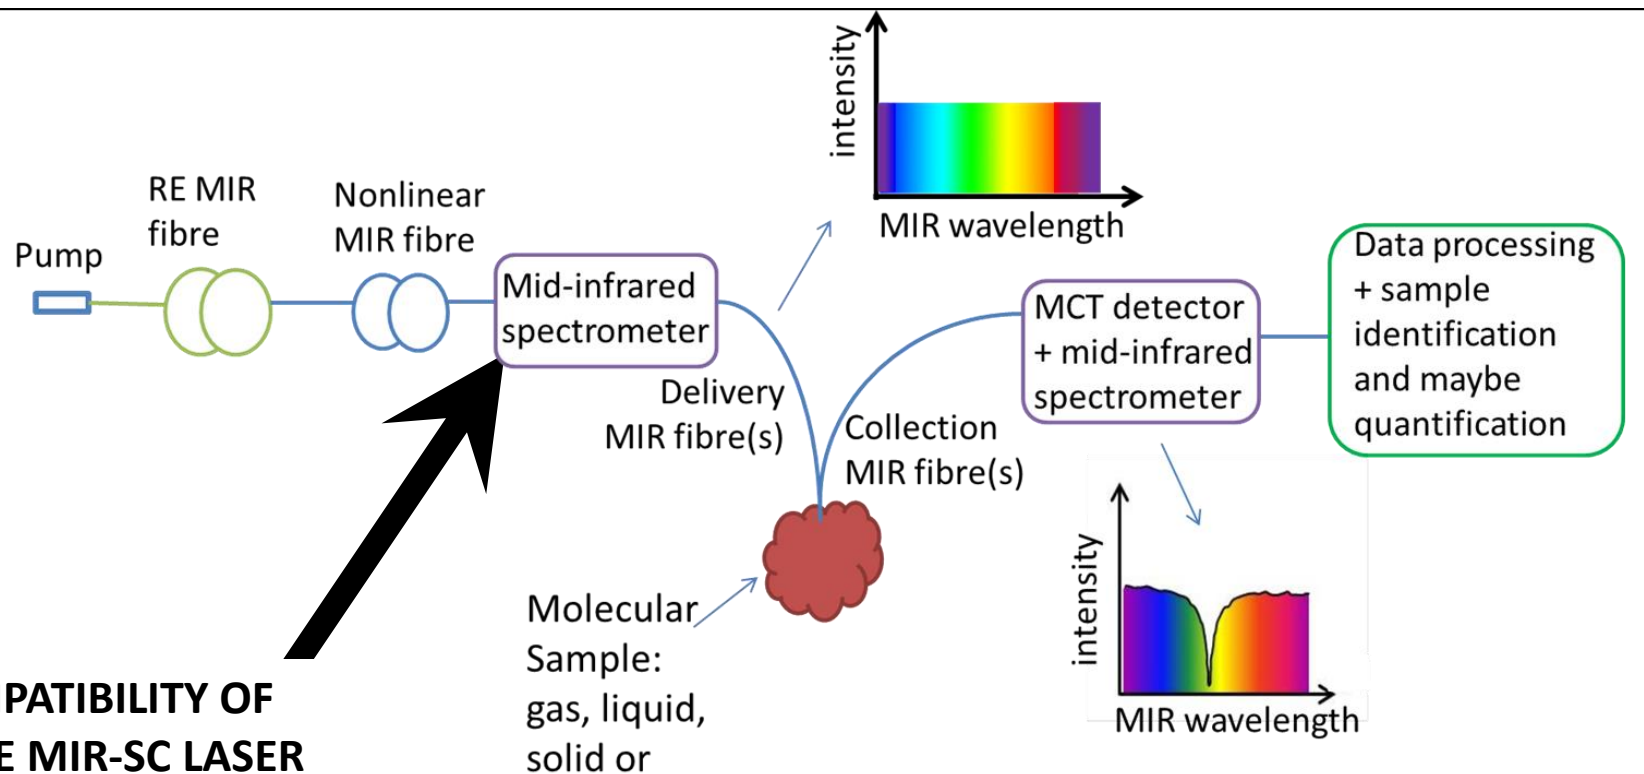 intensity
MIR wavelength
RE MIR
fibre
Nonlinear
MIR fibre
Pump
Mid-infrared
spectrometer
Delivery
MIR fibre(s)
Collection
MIR fibre(s)
MCT detector
+ mid-infrared
spectrometer
Data processing
+ sample
identification
and maybe
quantification
Molecular
Sample:
gas, liquid,
solid or
intensity
MIR wavelength
PATIBILITY OF
E MIR-SC LASER